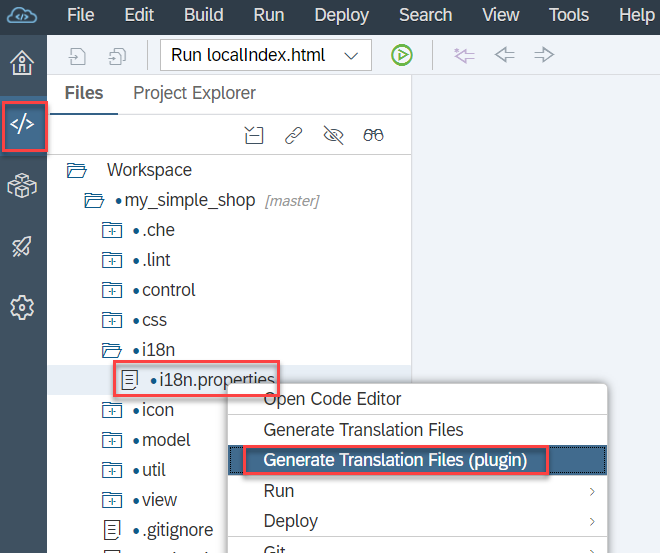 File Edit Build Run Deploy Search View Tools Help
Run localIndex.html
Files Project Explorer
Workspace
my_simple_shop [master]
.che
.lint
control
css
i18n
i18n.properties
Open Code Editor
icon
Generate Translation Files
model
Generate Translation Files (plugin)
util
Run
view
Deploy
.gitignore
Git